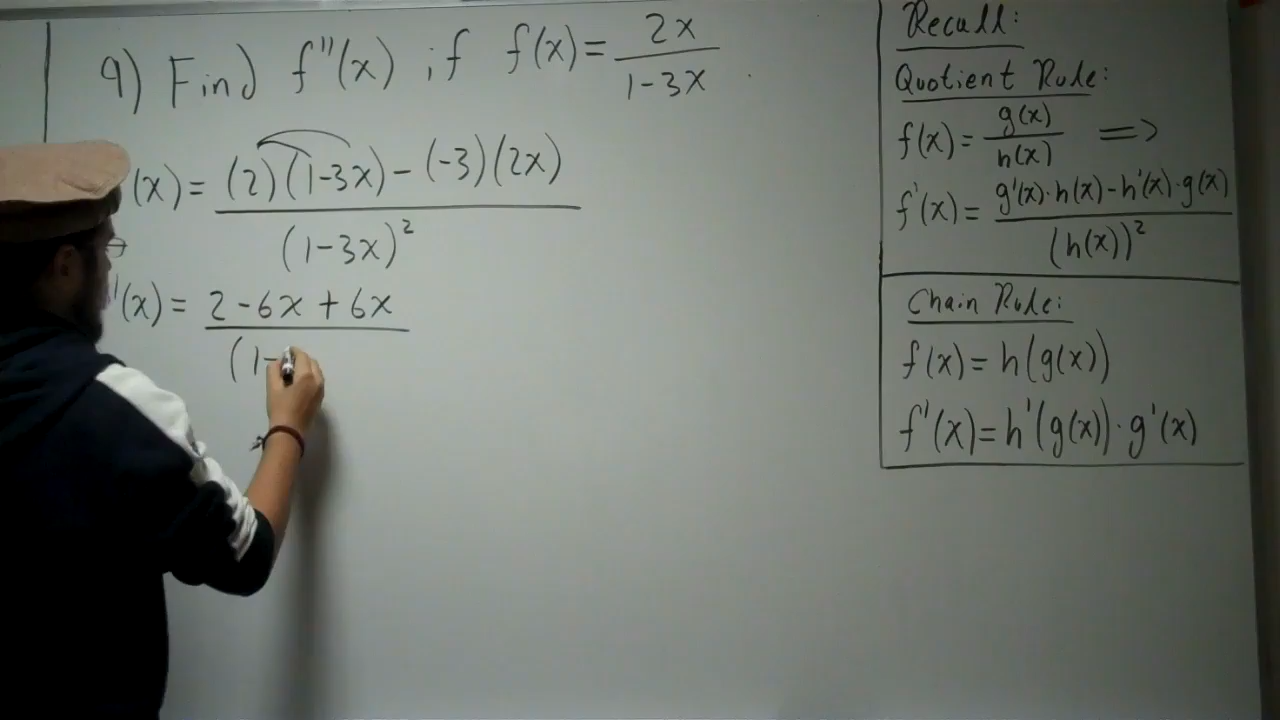 9) Find f''(x) if f(x) = 2x / 1-3x .
(x) = (2)(1-3x) - (-3)(2x) / (1-3x)²
'(x) = 2 - 6x + 6x / (1-
Recall:
Quotient Rule:
f(x) = g(x) / h(x) =>
f'(x) = g'(x)·h(x) - h'(x)·g(x) / (h(x))²
Chain Rule:
f(x) = h(g(x))
f'(x) = h'(g(x))·g'(x)